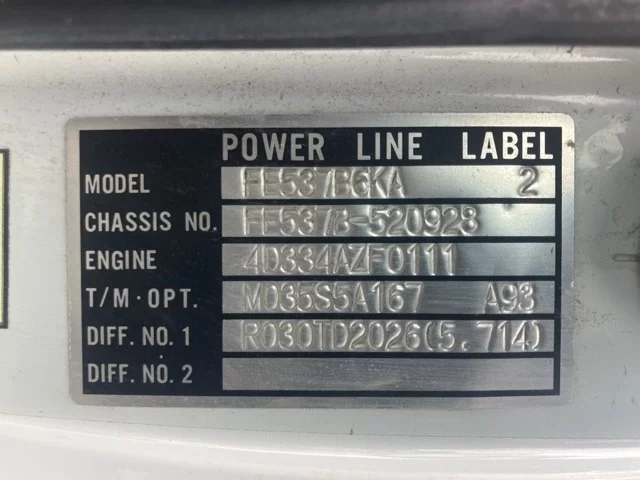 POWER LINE LABEL
MODEL FE537B6KA 2
CHASSIS NO. FE537B-520928
ENGINE 4D334AZF0111
T/M·OPT. M035S5A167 A93
DIFF. NO. 1 R030TD2026(5.714)
DIFF. NO. 2